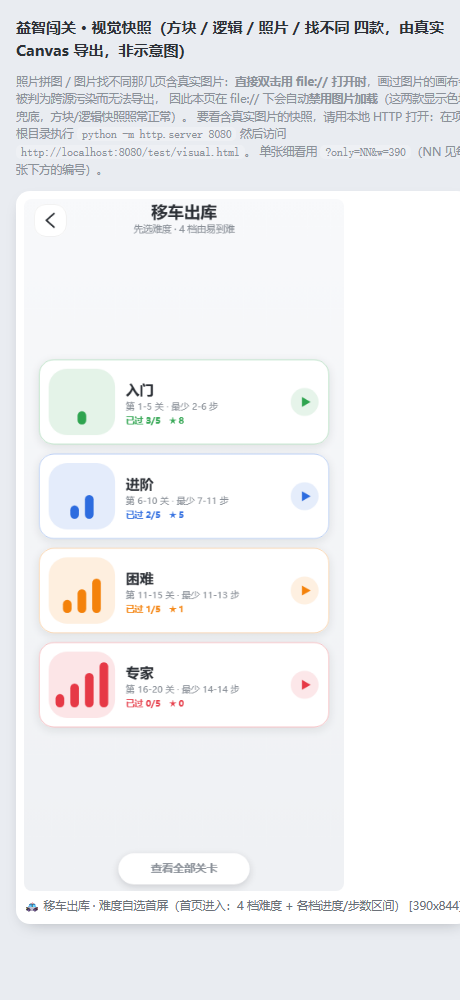 益智闯关 · 视觉快照（方块 / 逻辑 / 照片 / 找不同 四款，由真实
Canvas 导出，非示意图）
照片拼图 / 图片找不同那几页含真实图片：直接双击用 file:// 打开时，画过图片的画布会
被判为跨源污染而无法导出， 因此本页在 file:// 下会自动禁用图片加载（这两款显示色块
兜底，方块/逻辑快照照常正常）。 要看含真实图片的快照，请用本地 HTTP 打开：在项
根目录执行 python -m http.server 8080 然后访问
http://localhost:8080/test/visual.html 。 单张细看用 ?only=NN&w=390 （NN 见每
张下方的编号）。
移车出库
先选难度 · 4 档由易到难
入门
第 1-5 关 · 最少 2-6 步
已过 3/5 ★ 8
进阶
第 6-10 关 · 最少 7-11 步
已过 2/5 ★ 5
困难
第 11-15 关 · 最少 11-13 步
已过 1/5 ★ 1
专家
第 16-20 关 · 最少 14-14 步
已过 0/5 ★ 0
查看全部关卡
移车出库 · 难度自选首屏（首页进入：4 档难度 + 各档进度/步数区间） [390x844]